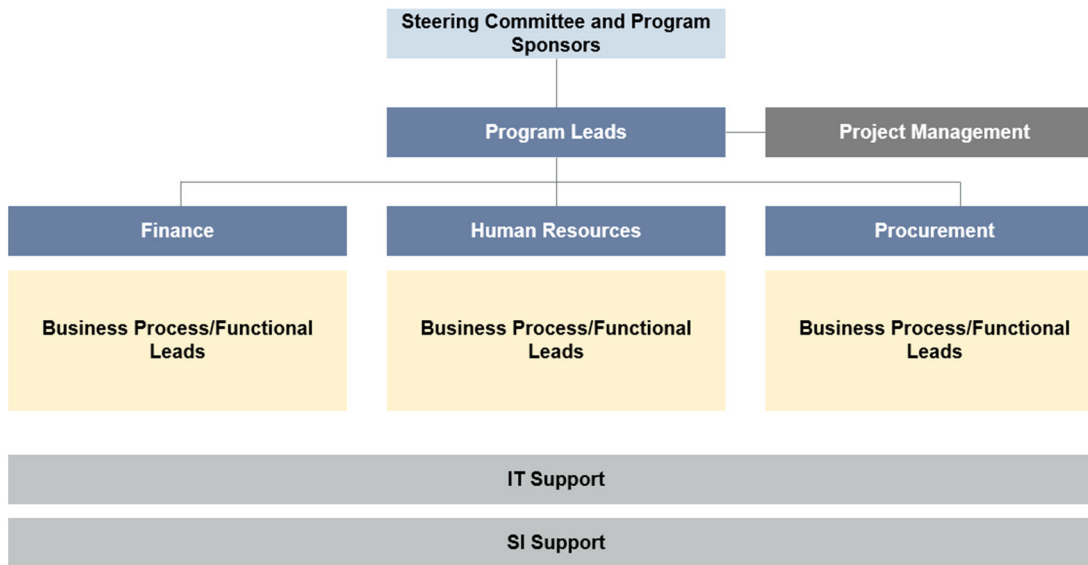 Steering Committee and Program
Sponsors
Program Leads
Project Management
Finance
Human Resources
Procurement
Business Process/Functional
Leads
Business Process/Functional
Leads
Business Process/Functional
Leads
IT Support
SI Support